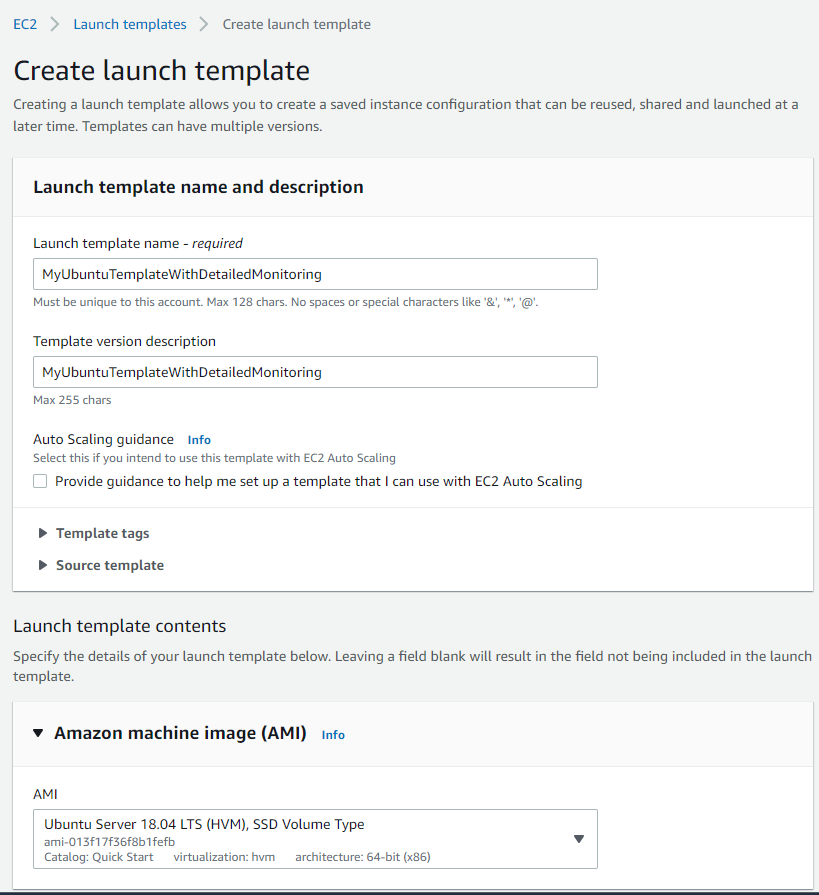 EC2 > Launch templates > Create launch template
Create launch template
Creating a launch template allows you to create a saved instance configuration that can be reused, shared and launched at a
later time. Templates can have multiple versions.
Launch template name and description
Launch template name - required
MyUbuntuTemplateWithDetailedMonitoring
Must be unique to this account. Max 128 chars. No spaces or special characters like '&', '*', '@'.
Template version description
MyUbuntuTemplateWithDetailedMonitoring
Max 255 chars
Auto Scaling guidance Info
Select this if you intend to use this template with EC2 Auto Scaling
Provide guidance to help me set up a template that I can use with EC2 Auto Scaling
Template tags
Source template
Launch template contents
Specify the details of your launch template below. Leaving a field blank will result in the field not being included in the launch
template.
Amazon machine image (AMI) Info
AMI
Ubuntu Server 18.04 LTS (HVM), SSD Volume Type
ami-013f17f36f8b1fefb
Catalog: Quick Start virtualization: hvm architecture: 64-bit (x86)